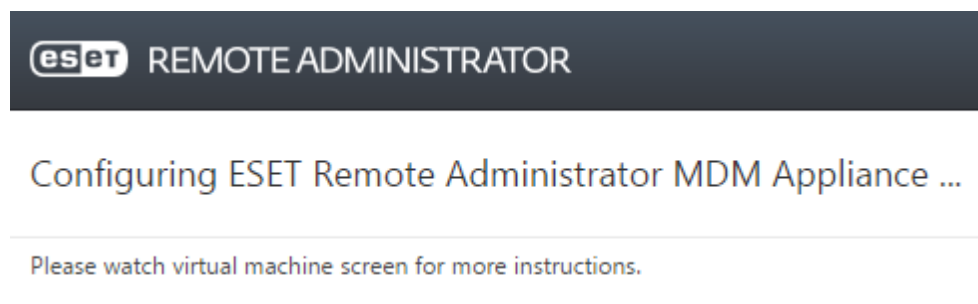 eset REMOTE ADMINISTRATOR
Configuring ESET Remote Administrator MDM Appliance ...
Please watch virtual machine screen for more instructions.